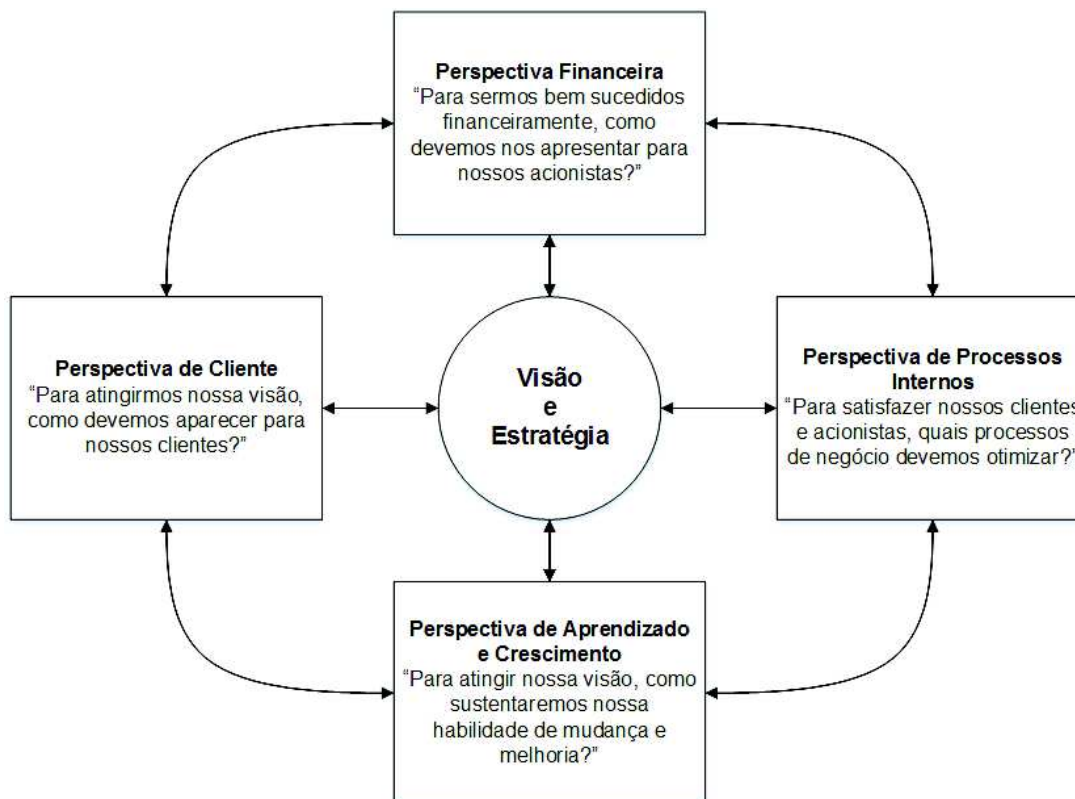 Perspectiva Financeira
“Para sermos bem sucedidos
financeiramente, como
devemos nos apresentar para
nossos acionistas?”
Perspectiva de Cliente
“Para atingirmos nossa visão,
como devemos aparecer para
nossos clientes?”
Visão
e
Estratégia
Perspectiva de Processos
Internos
“Para satisfazer nossos clientes
e acionistas, quais processos
de negócio devemos otimizar?”
Perspectiva de Aprendizado
e Crescimento
“Para atingir nossa visão, como
sustentaremos nossa
habilidade de mudança e
melhoria?”